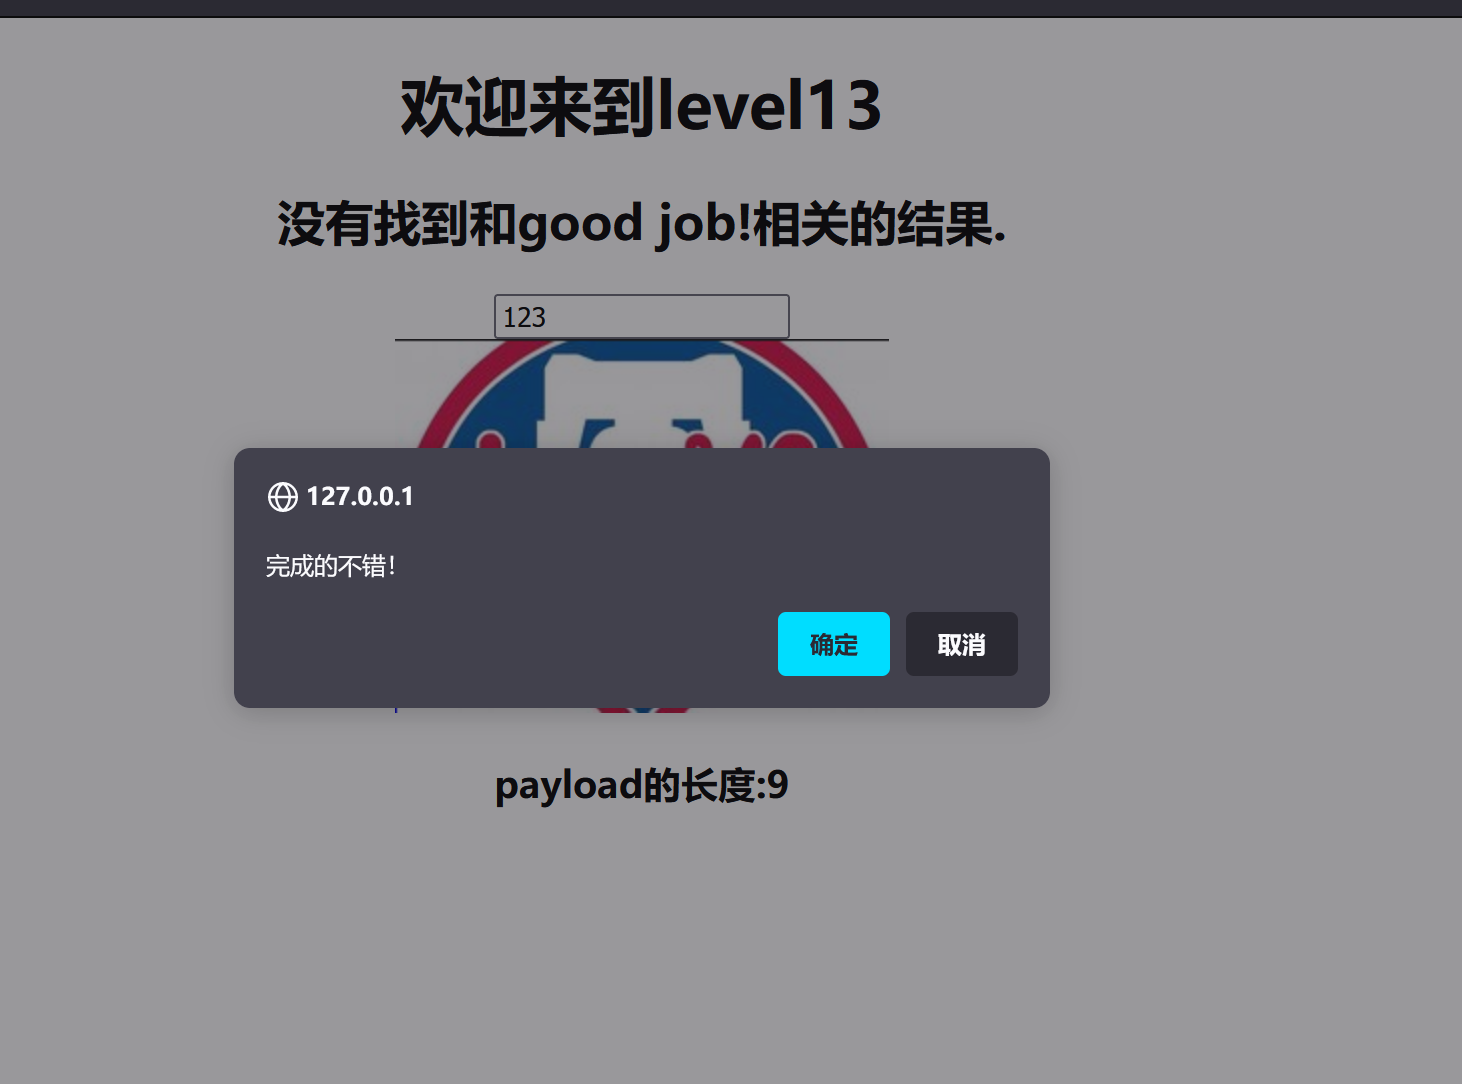 欢迎来到level13
没有找到和good job!相关的结果.
123
127.0.0.1
完成的不错！
确定
取消
payload的长度:9